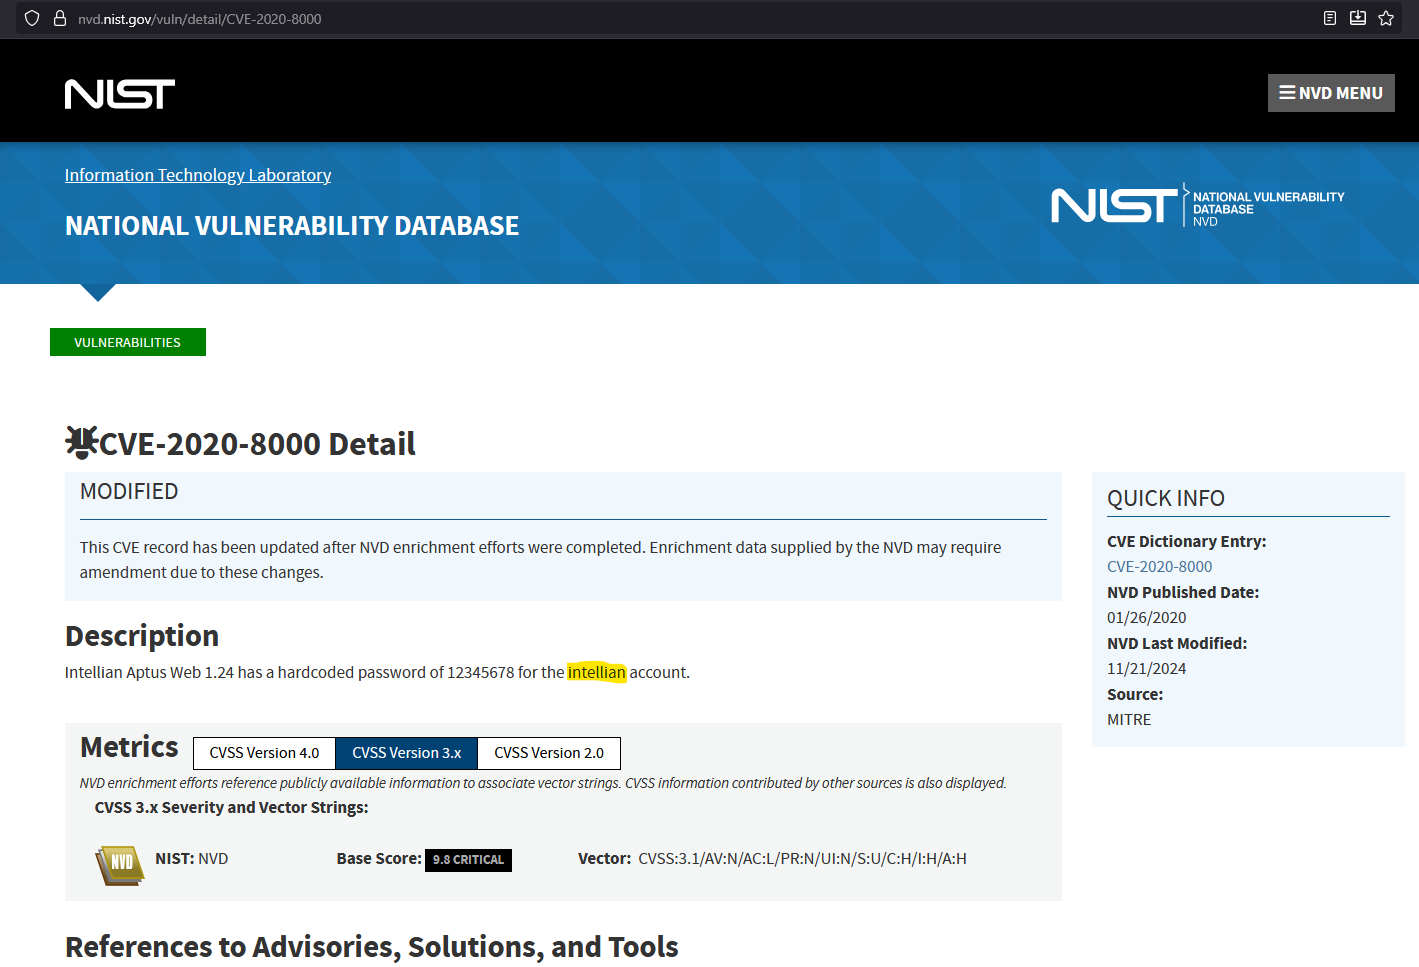 nvd.nist.gov/vuln/detail/CVE-2020-8000
NIST
NVD MENU
Information Technology Laboratory
NATIONAL VULNERABILITY DATABASE
NIST
NATIONAL VULNERABILITY
DATABASE
NVD
VULNERABILITIES
CVE-2020-8000 Detail
MODIFIED
This CVE record has been updated after NVD enrichment efforts were completed. Enrichment data supplied by the NVD may require
amendment due to these changes.
Description
Intellian Aptus Web 1.24 has a hardcoded password of 12345678 for the intellian account.
Metrics
CVSS Version 4.0
CVSS Version 3.x
CVSS Version 2.0
NVD enrichment efforts reference publicly available information to associate vector strings. CVSS information contributed by other sources is also displayed.
CVSS 3.x Severity and Vector Strings:
NVD
NIST: NVD
Base Score: 9.8 CRITICAL
Vector: CVSS:3.1/AV:N/AC:L/PR:N/UI:N/S:U/C:H/I:H/A:H
References to Advisories, Solutions, and Tools
QUICK INFO
CVE Dictionary Entry:
CVE-2020-8000
NVD Published Date:
01/26/2020
NVD Last Modified:
11/21/2024
Source:
MITRE